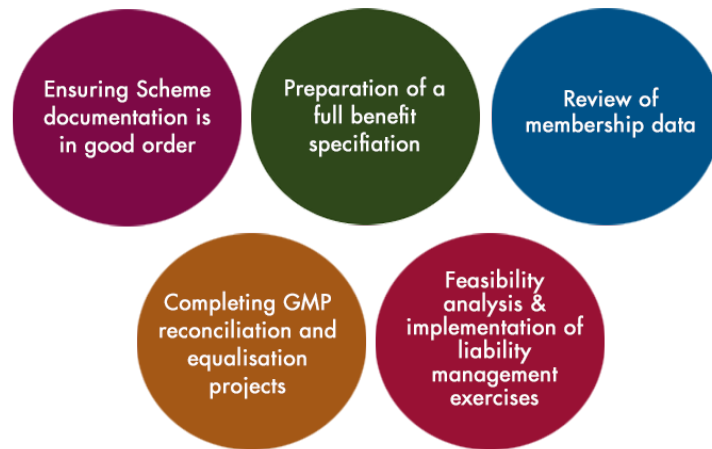 Ensuring Scheme
documentation is
in good order
Preparation of a
full benefit
specifiation
Review of
membership data
Completing GMP
reconciliation and
equalisation
projects
Feasibility
analysis &
implementation of
liability
management
exercises